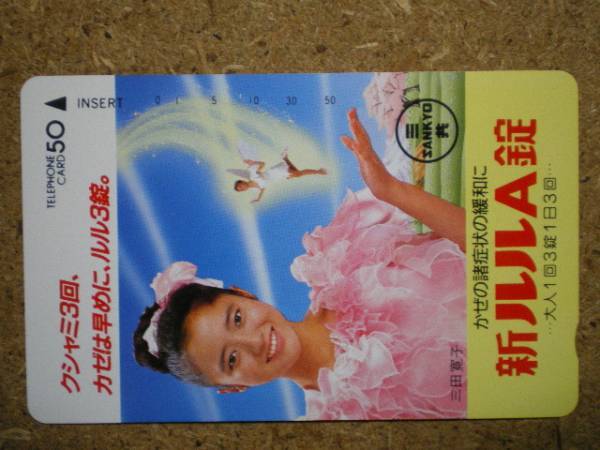 INSERT
0 1 5 10 30 50
TELEPHONE
CARD 50
クシャミ3回、
カゼは早めに、ルル3錠。
三共
SANKYO
かぜの諸症状の緩和に
新ルルA錠
…大人1回3錠1日3回…
三田寛子